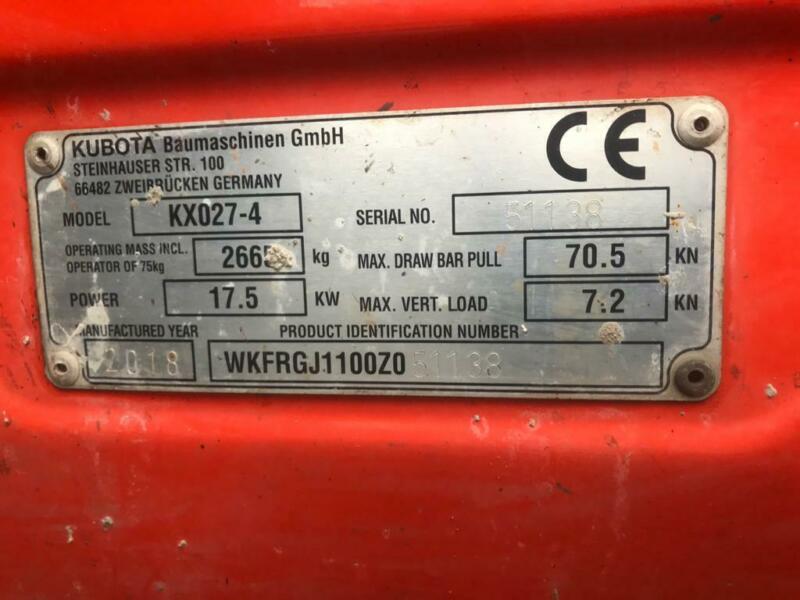 KUBOTA Baumaschinen GmbH
STEINHAUSER STR. 100
66482 ZWEIBRÜCKEN GERMANY
CE
MODEL KX027-4 SERIAL NO. 51138
OPERATING MASS INCL. OPERATOR OF 75kg 2665 kg MAX. DRAW BAR PULL 70.5 KN
POWER 17.5 KW MAX. VERT. LOAD 7.2 KN
MANUFACTURED YEAR PRODUCT IDENTIFICATION NUMBER
2018 WKFRGJ1100Z051138